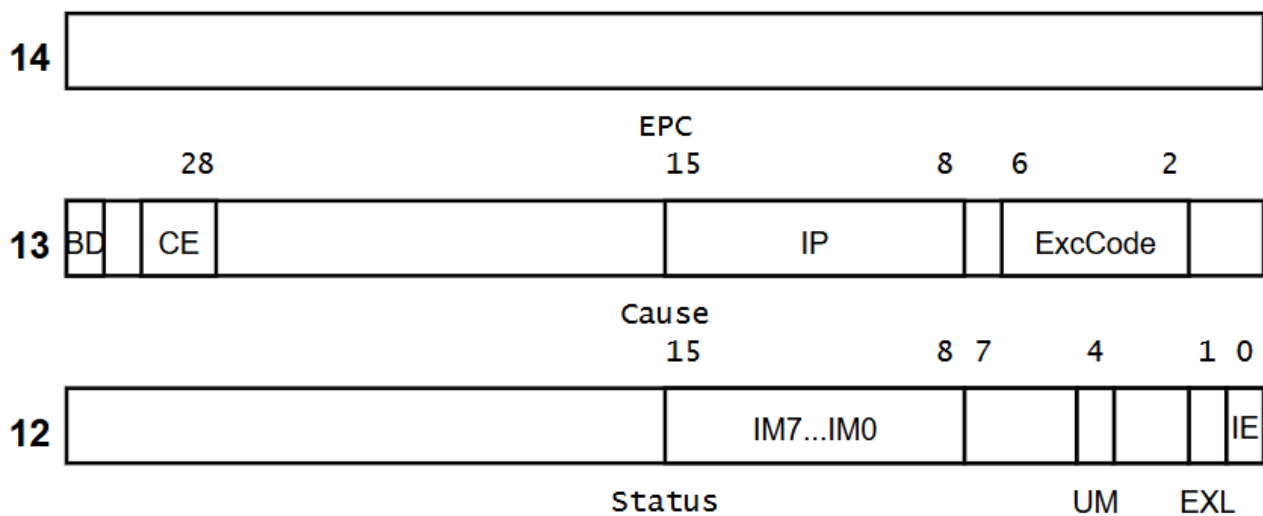 14
EPC
28 15 8 6 2
13 BD CE IP ExcCode
Cause
15 8 7 4 1 0
12 IM7...IM0 IE
Status UM EXL